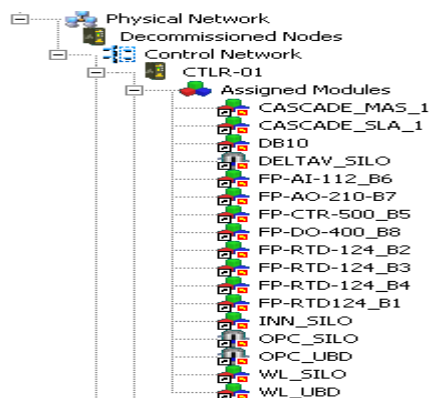 Physical Network
Decommissioned Nodes
Control Network
CTLR-01
Assigned Modules
CASCADE_MAS_1
CASCADE_SLA_1
DB10
DELTAV_SILO
FP-AI-112_B6
FP-AO-210-B7
FP-CTR-500_B5
FP-DO-400_B8
FP-RTD-124_B2
FP-RTD-124_B3
FP-RTD-124_B4
FP-RTD124_B1
INN_SILO
OPC_SILO
OPC_UBD
WL_SILO
WL_UBD